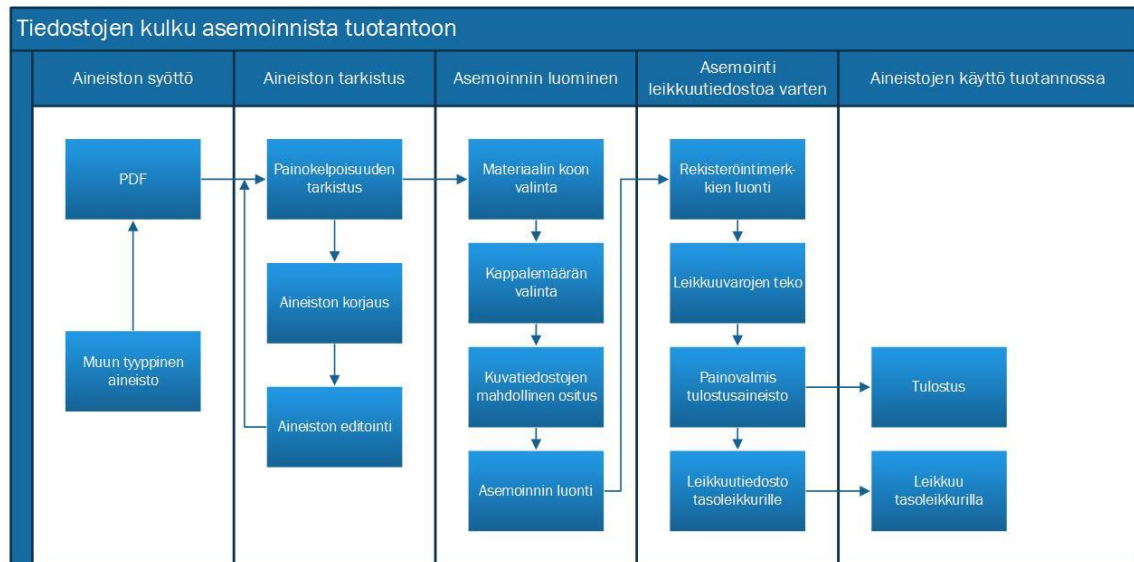 Tiedostojen kulku asemoinnista tuotantoon
Aineiston syöttö
Aineiston tarkistus
Asemoinnin luominen
Asemointi
leikkuutiedostoa varten
Aineistojen käyttö tuotannossa
PDF
Muun tyyppinen
aineisto
Painokelpoisuuden
tarkistus
Aineiston korjaus
Aineiston editointi
Materiaalin koon
valinta
Kappalemäärän
valinta
Kuvatiedostojen
mahdollinen ositus
Asemoinnin luonti
Rekisteröintimerk-
kien luonti
Leikkuuvarojen teko
Painovalmis
tulostusaineisto
Leikkuutiedosto
tasoleikkurille
Tulostus
Leikkuu
tasoleikkurilla